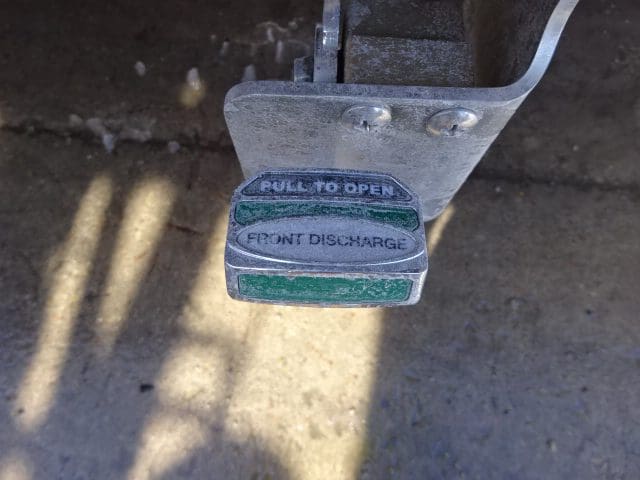 PULL TO OPEN
FRONT DISCHARGE